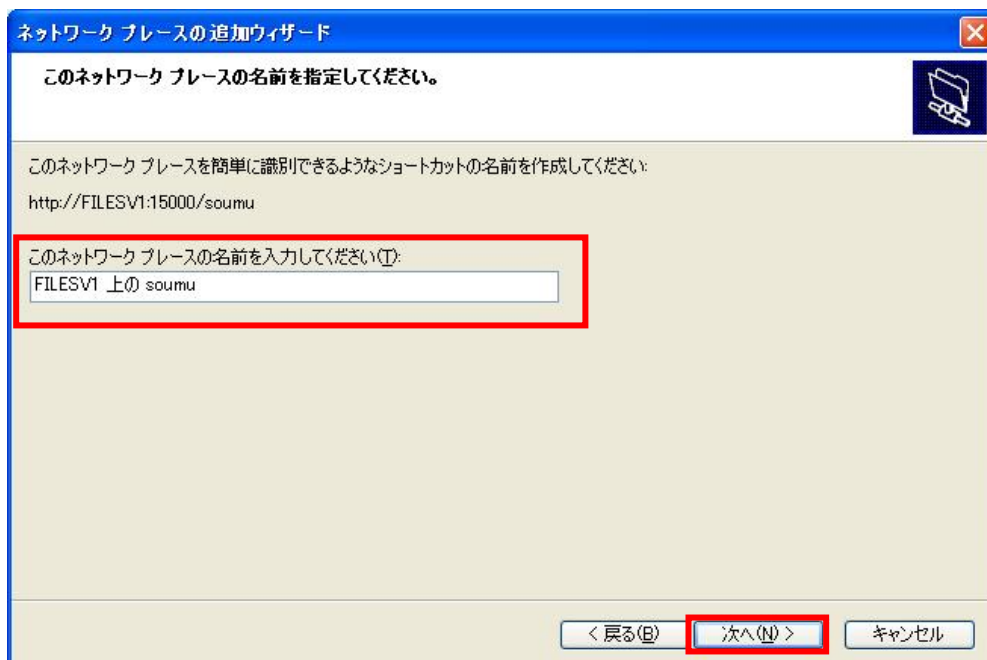 ネットワーク プレースの追加ウィザード
このネットワーク プレースの名前を指定してください。
このネットワーク プレースを簡単に識別できるようなショートカットの名前を作成してください:
http://FILESV1:15000/soumu
このネットワーク プレースの名前を入力してください(T):
FILESV1 上の soumu
< 戻る(B) 次へ(N) > キャンセル